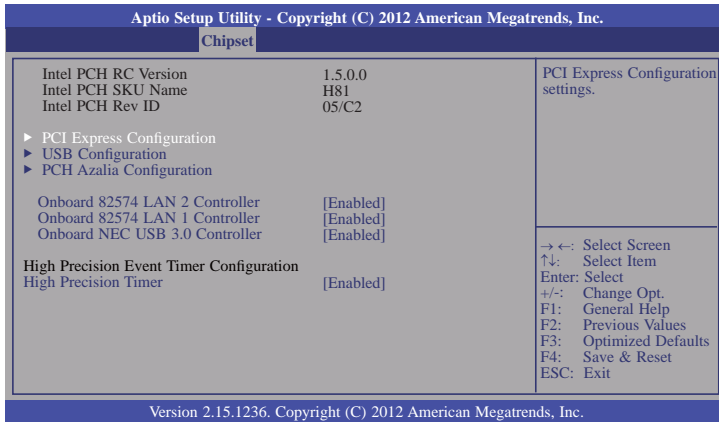 Aptio Setup Utility - Copyright (C) 2012 American Megatrends, Inc.
Chipset
Intel PCH RC Version 1.5.0.0
Intel PCH SKU Name H81
Intel PCH Rev ID 05/C2
► PCI Express Configuration
► USB Configuration
► PCH Azalia Configuration
Onboard 82574 LAN 2 Controller [Enabled]
Onboard 82574 LAN 1 Controller [Enabled]
Onboard NEC USB 3.0 Controller [Enabled]
High Precision Event Timer Configuration
High Precision Timer [Enabled]
PCI Express Configuration
settings.
→ ←: Select Screen
↑↓: Select Item
Enter: Select
+/-: Change Opt.
F1: General Help
F2: Previous Values
F3: Optimized Defaults
F4: Save & Reset
ESC: Exit
Version 2.15.1236. Copyright (C) 2012 American Megatrends, Inc.